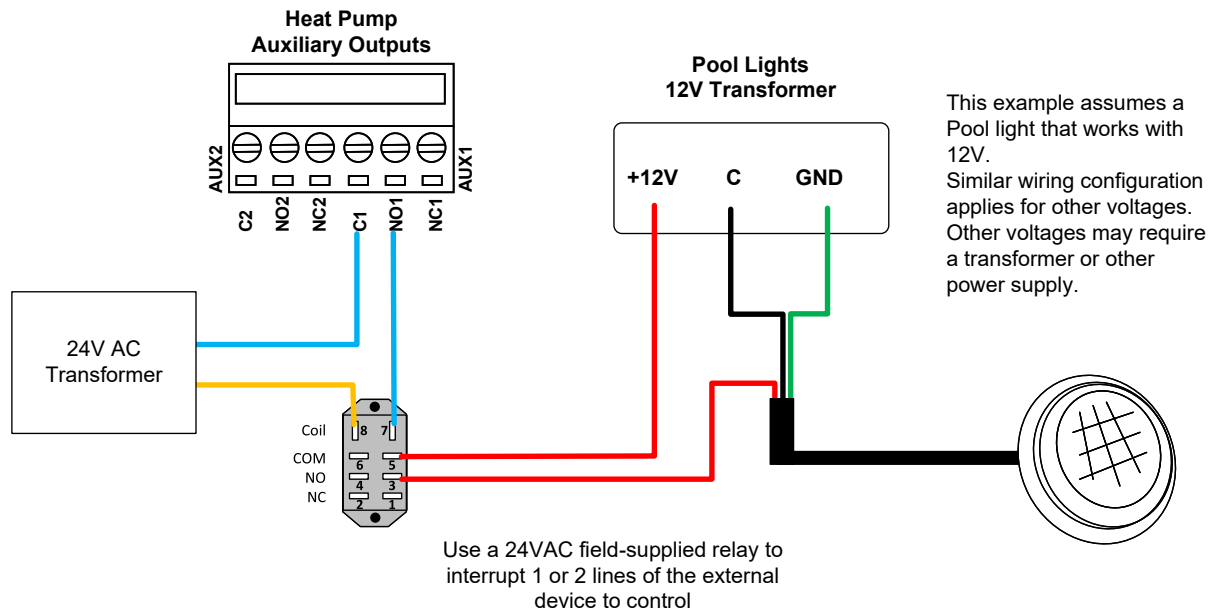 Heat Pump
Auxiliary Outputs
AUX2
AUX1
C2
NO2
NC2
C1
NO1
NC1
Pool Lights
12V Transformer
+12V
C
GND
This example assumes a
Pool light that works with
12V.
Similar wiring configuration
applies for other voltages.
Other voltages may require
a transformer or other
power supply.
24V AC
Transformer
Coil
8
7
COM
6
5
NO
4
3
NC
2
1
Use a 24VAC field-supplied relay to
interrupt 1 or 2 lines of the external
device to control